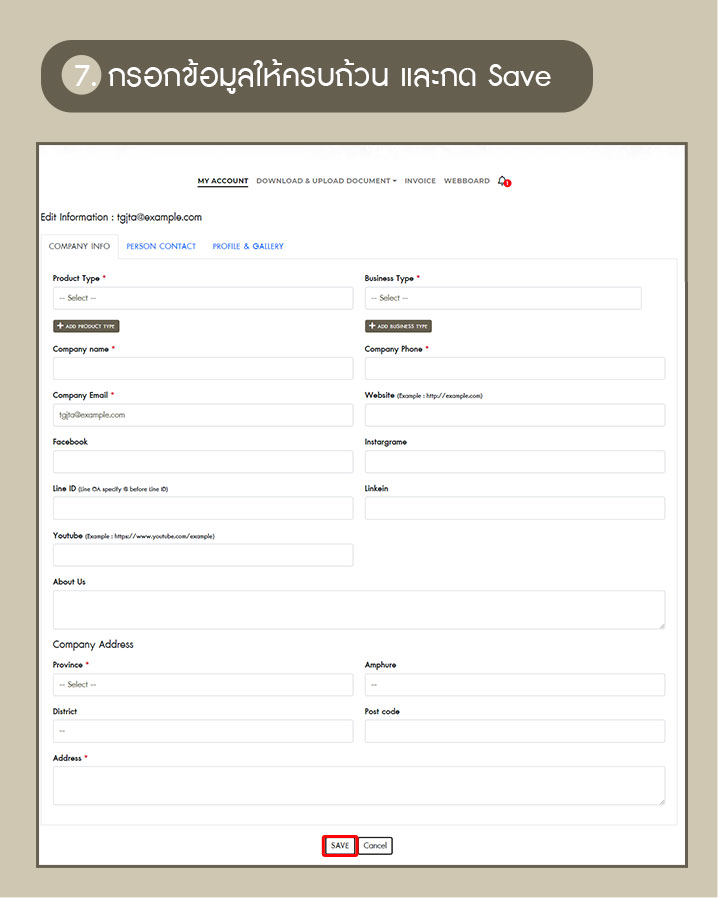 7. กรอกข้อมูลให้ครบถ้วน และกด Save
MY ACCOUNT DOWNLOAD & UPLOAD DOCUMENT INVOICE WEBBOARD 1
Edit Information : tgjta@example.com
COMPANY INFO PERSON CONTACT PROFILE & GALLERY
Product Type * Business Type *
-- Select -- -- Select --
+ ADD PRODUCT TYPE + ADD BUSINESS TYPE
Company name * Company Phone *
Company Email * Website (Example : http://example.com)
tgjta@example.com
Facebook Instargrame
Line ID (Line OA specify @ before Line ID) Linkein
Youtube (Example : https://www.youtube.com/example)
About Us
Company Address
Province * Amphure
-- Select -- --
District Post code
--
Address *
SAVE Cancel